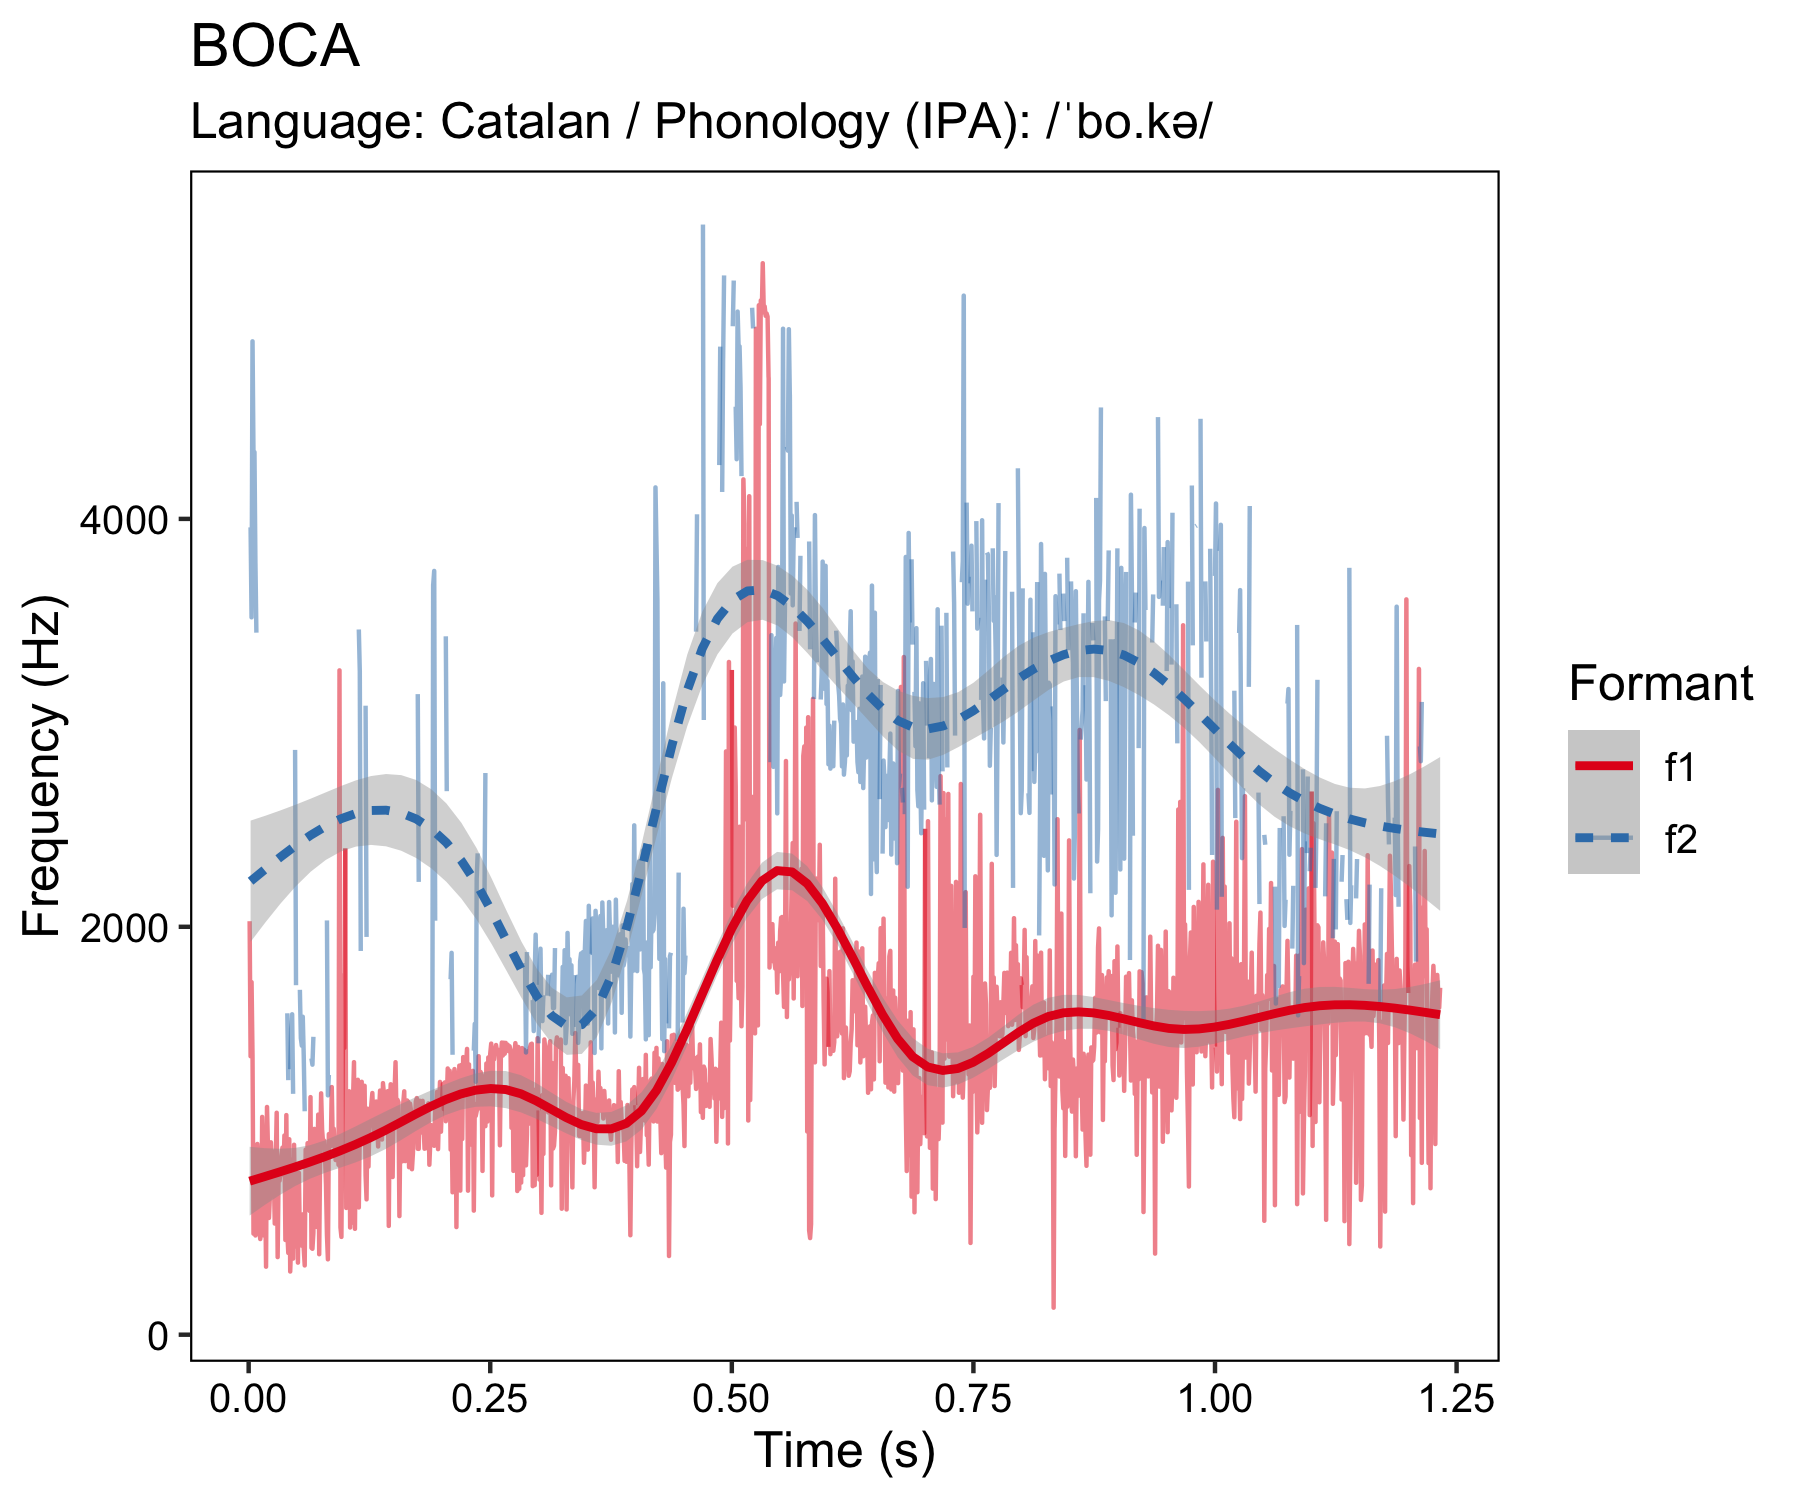 BOCA
Language: Catalan / Phonology (IPA): /ˈbo.kə/
Frequency (Hz)
4000
2000
0
0.00 0.25 0.50 0.75 1.00 1.25
Time (s)
Formant
f1
f2